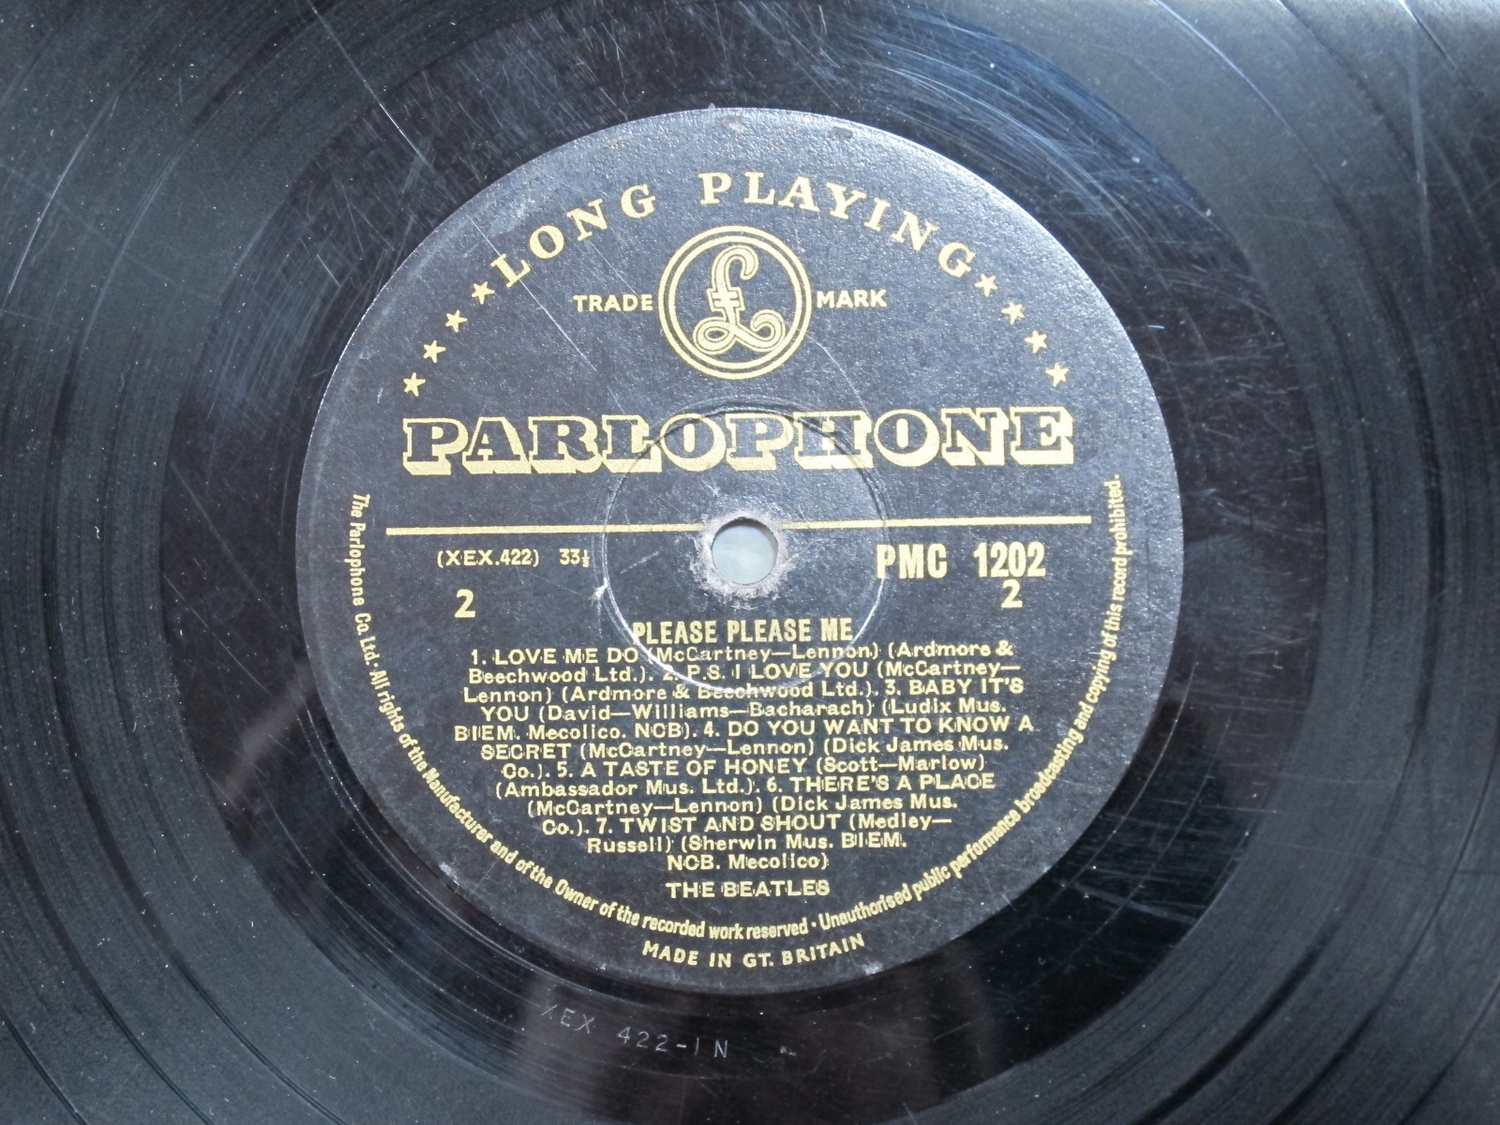 LONG PLAYING
TRADE £ MARK
PARLOPHONE
(XEX.422) 33⅓
PMC 1202
2
2
PLEASE PLEASE ME
1. LOVE ME DO (McCartney—Lennon) (Ardmore &
Beechwood Ltd.). 2. P.S. I LOVE YOU (McCartney—
Lennon) (Ardmore & Beechwood Ltd.). 3. BABY IT'S
YOU (David—Williams—Bacharach) (Ludix Mus.
BIEM. Mecolico. NCB). 4. DO YOU WANT TO KNOW A
SECRET (McCartney—Lennon) (Dick James Mus.
Co.). 5. A TASTE OF HONEY (Scott—Marlow)
(Ambassador Mus. Ltd.). 6. THERE'S A PLACE
(McCartney—Lennon) (Dick James Mus.
Co.). 7. TWIST AND SHOUT (Medley—
Russell) (Sherwin Mus. BIEM.
NCB. Mecolico)
THE BEATLES
The Parlophone Co. Ltd. All rights of the Manufacturer and of the Owner of the recorded work reserved · Unauthorised public performance broadcasting and copying of this record prohibited.
MADE IN GT. BRITAIN
XEX 422-1N